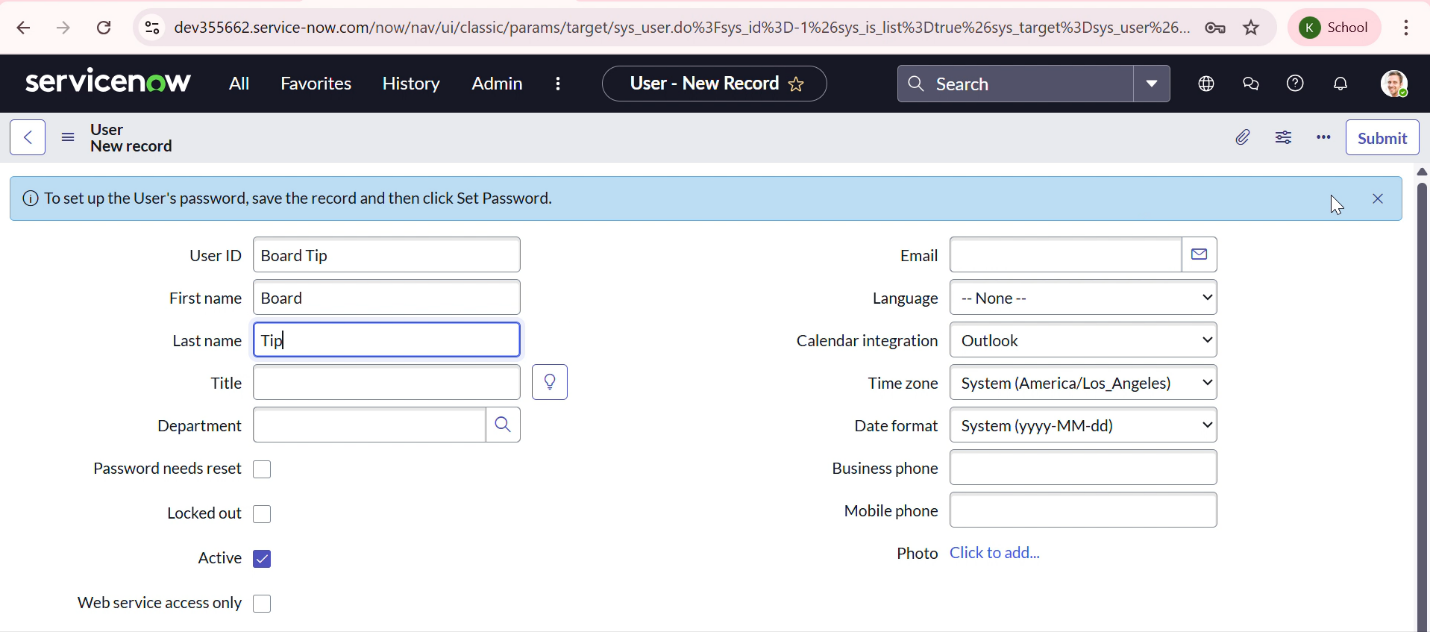 dev355662.service-now.com/now/nav/ui/classic/params/target/sys_user.do%3Fsys_id%3D-1%26sys_is_list%3Dtrue%26sys_target%3Dsys_user%26...
K School
servicenow All Favorites History Admin User - New Record Search
User
New record
Submit
To set up the User's password, save the record and then click Set Password.
User ID Board Tip
First name Board
Last name Tip
Title
Department
Password needs reset
Locked out
Active
Web service access only
Email
Language -- None --
Calendar integration Outlook
Time zone System (America/Los_Angeles)
Date format System (yyyy-MM-dd)
Business phone
Mobile phone
Photo Click to add...